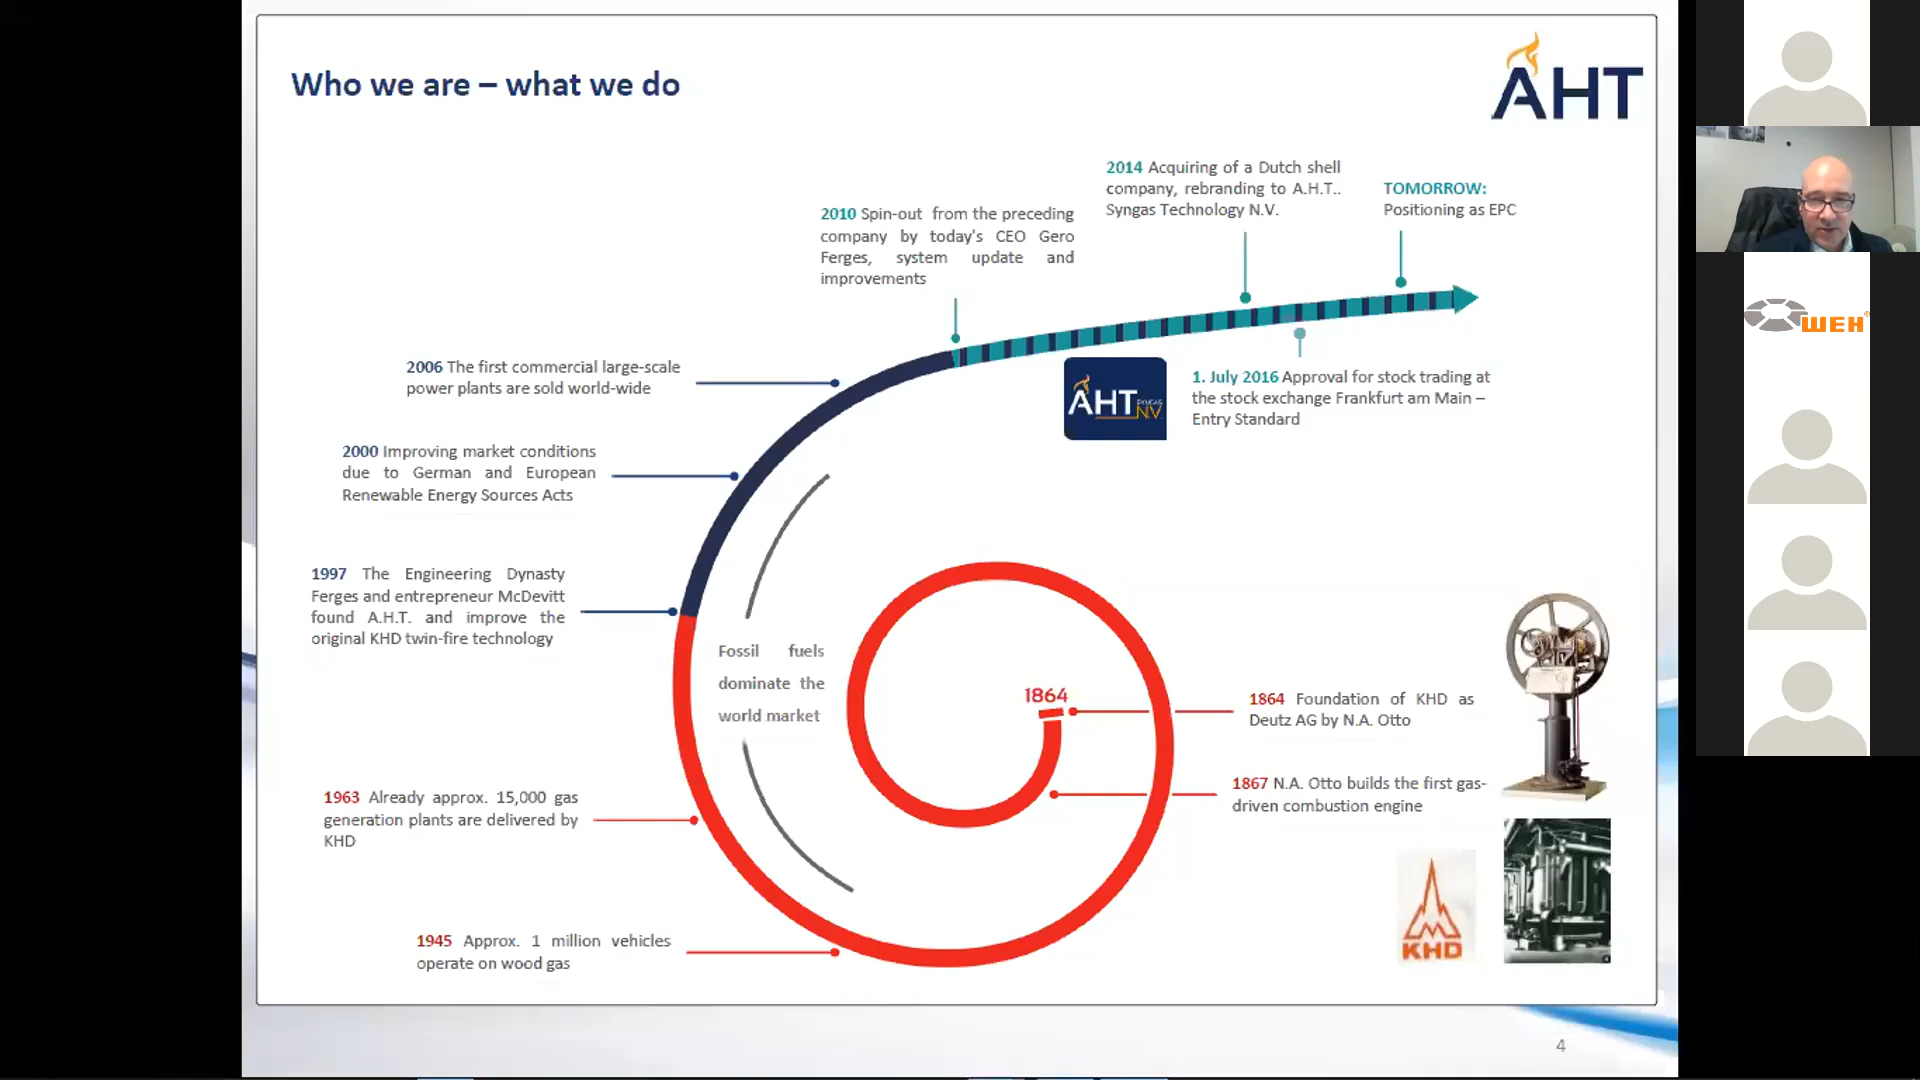 Who we are – what we do
AHT
2014 Acquiring of a Dutch shell
company, rebranding to A.H.T..
Syngas Technology N.V.
TOMORROW:
Positioning as EPC
2010 Spin-out from the preceding
company by today's CEO Gero
Ferges, system update and
improvements
2006 The first commercial large-scale
power plants are sold world-wide
AHT SYNGAS NV
1. July 2016 Approval for stock trading at
the stock exchange Frankfurt am Main –
Entry Standard
2000 Improving market conditions
due to German and European
Renewable Energy Sources Acts
1997 The Engineering Dynasty
Ferges and entrepreneur McDevitt
found A.H.T. and improve the
original KHD twin-fire technology
Fossil fuels
dominate the
world market
1864
1864 Foundation of KHD as
Deutz AG by N.A. Otto
1867 N.A. Otto builds the first gas-
driven combustion engine
1963 Already approx. 15,000 gas
generation plants are delivered by
KHD
1945 Approx. 1 million vehicles
operate on wood gas
KHD
4
WEH®